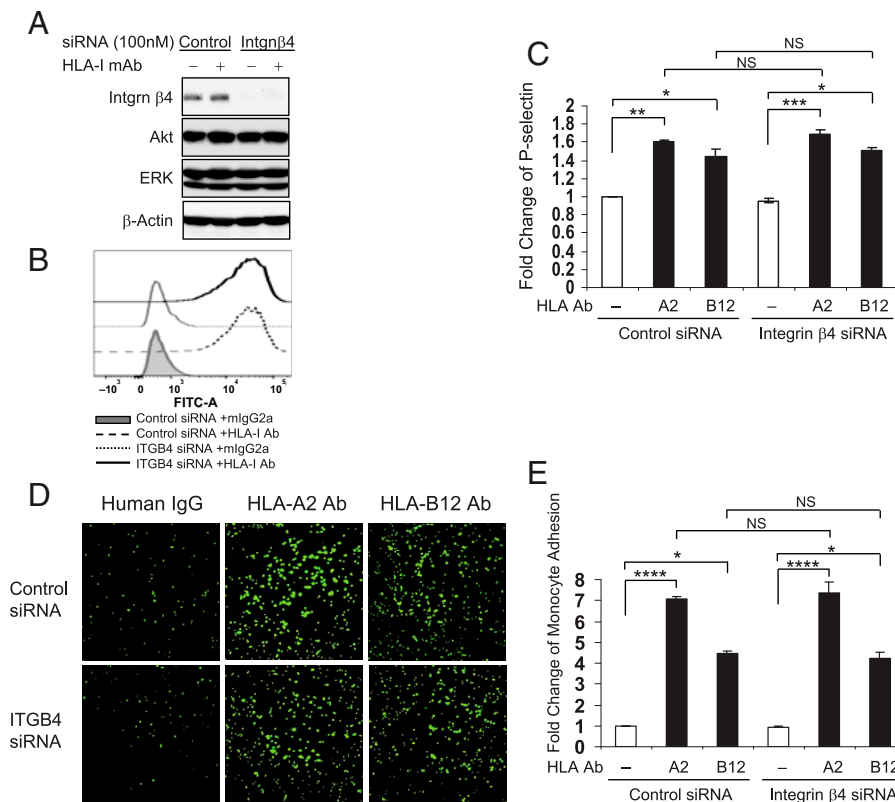 A
siRNA (100nM) Control Intgnβ4
HLA-I mAb – + – +
Intgrn β4
Akt
ERK
β-Actin
B
–10³ 0 10³ 10⁴ 10⁵
FITC-A
Control siRNA +mIgG2a
Control siRNA +HLA-I Ab
ITGB4 siRNA +mIgG2a
ITGB4 siRNA +HLA-I Ab
C
NS
NS
* *
** ***
Fold Change of P-selectin
2
1.8
1.6
1.4
1.2
1
0.8
0.6
0.4
0.2
0
HLA Ab – A2 B12 – A2 B12
Control siRNA Integrin β4 siRNA
D
Human IgG HLA-A2 Ab HLA-B12 Ab
Control
siRNA
ITGB4
siRNA
E
NS
NS
* *
**** ****
Fold Change of Monocyte Adhesion
8
7
6
5
4
3
2
1
0
HLA Ab – A2 B12 – A2 B12
Control siRNA Integrin β4 siRNA